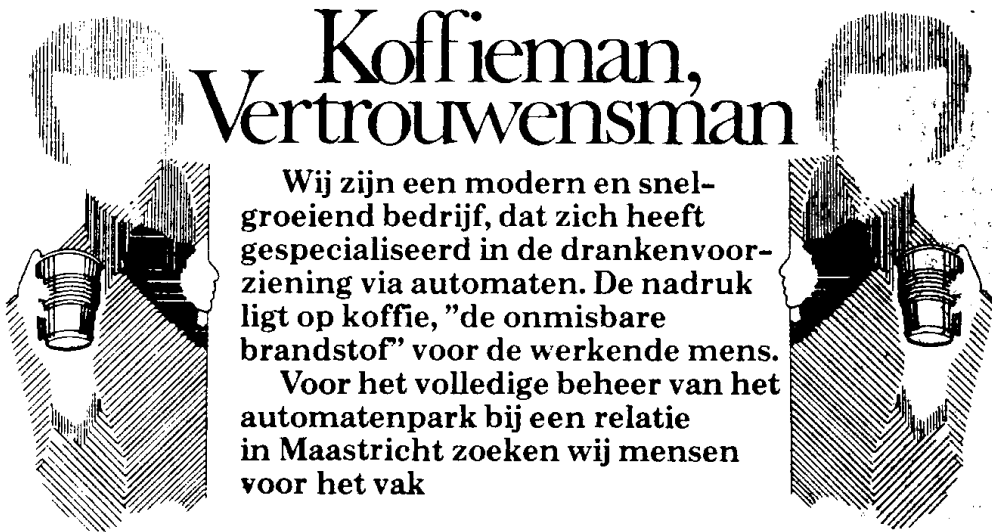 Koffieman,
Vertrouwensman
Wij zijn een modern en snel-
groeiend bedrijf, dat zich heeft
gespecialiseerd in de drankenvoor-
ziening via automaten. De nadruk
ligt op koffie, ”de onmisbare
brandstof” voor de werkende mens.
Voor het volledige beheer van het
automatenpark bij een relatie
in Maastricht zoeken wij mensen
voor het vak